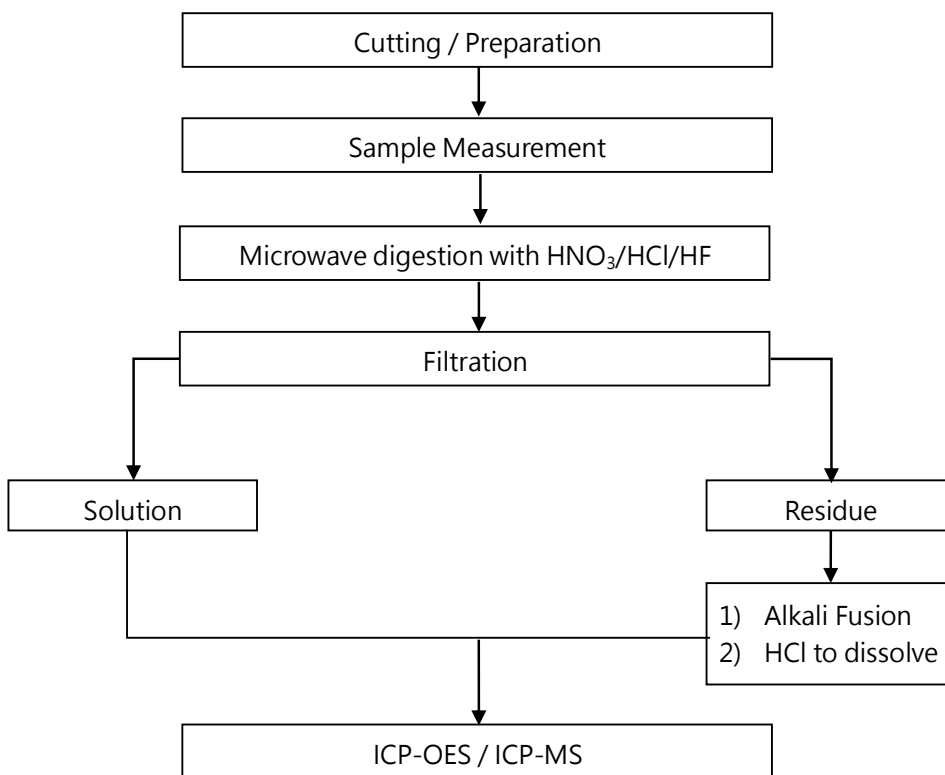 Cutting / Preparation
Sample Measurement
Microwave digestion with HNO₃/HCl/HF
Filtration
Solution
Residue
1) Alkali Fusion
2) HCl to dissolve
ICP-OES / ICP-MS